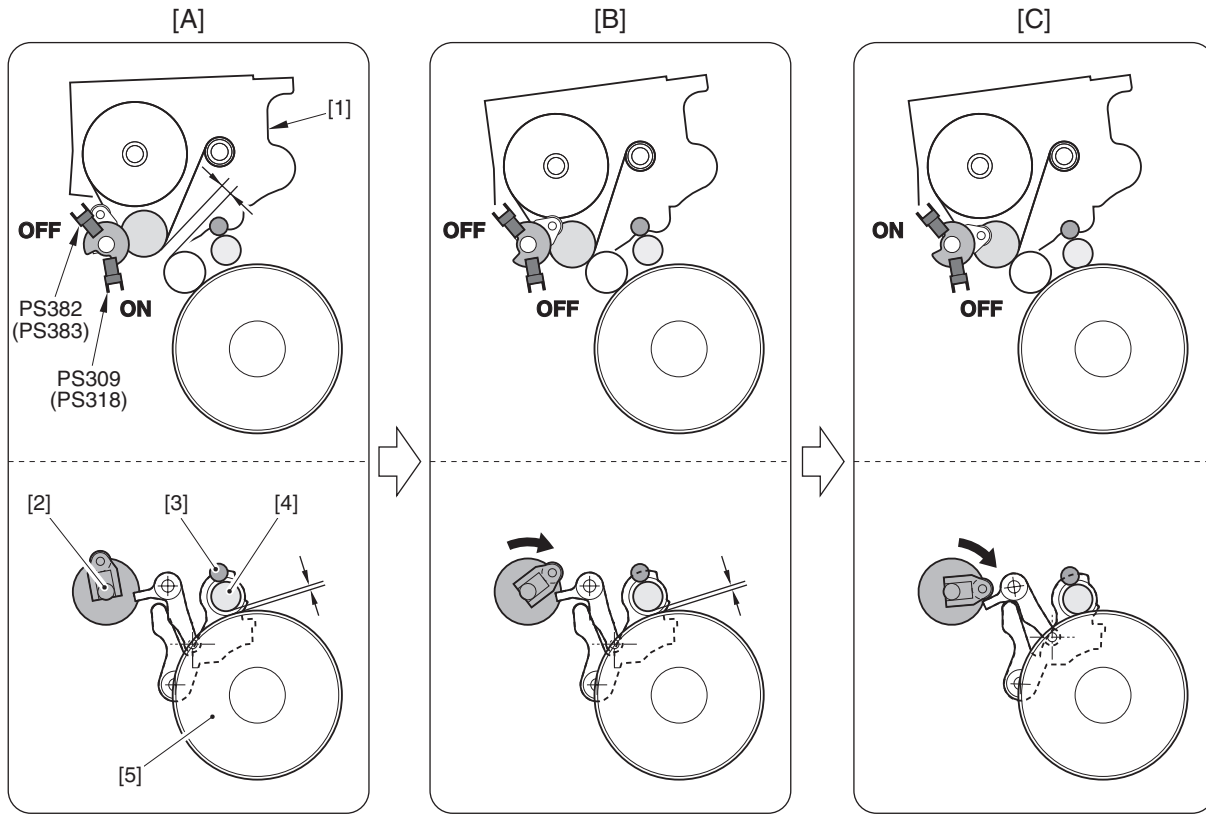 [A]
[B]
[C]
[1]
OFF
PS382
(PS383)
ON
PS309
(PS318)
OFF
OFF
ON
OFF
[2]
[3]
[4]
[5]